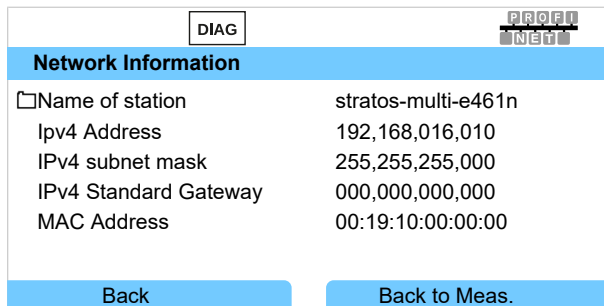 DIAG
PROFI
NET
Network Information
Name of station stratos-multi-e461n
Ipv4 Address 192,168,016,010
IPv4 subnet mask 255,255,255,000
IPv4 Standard Gateway 000,000,000,000
MAC Address 00:19:10:00:00:00
Back Back to Meas.